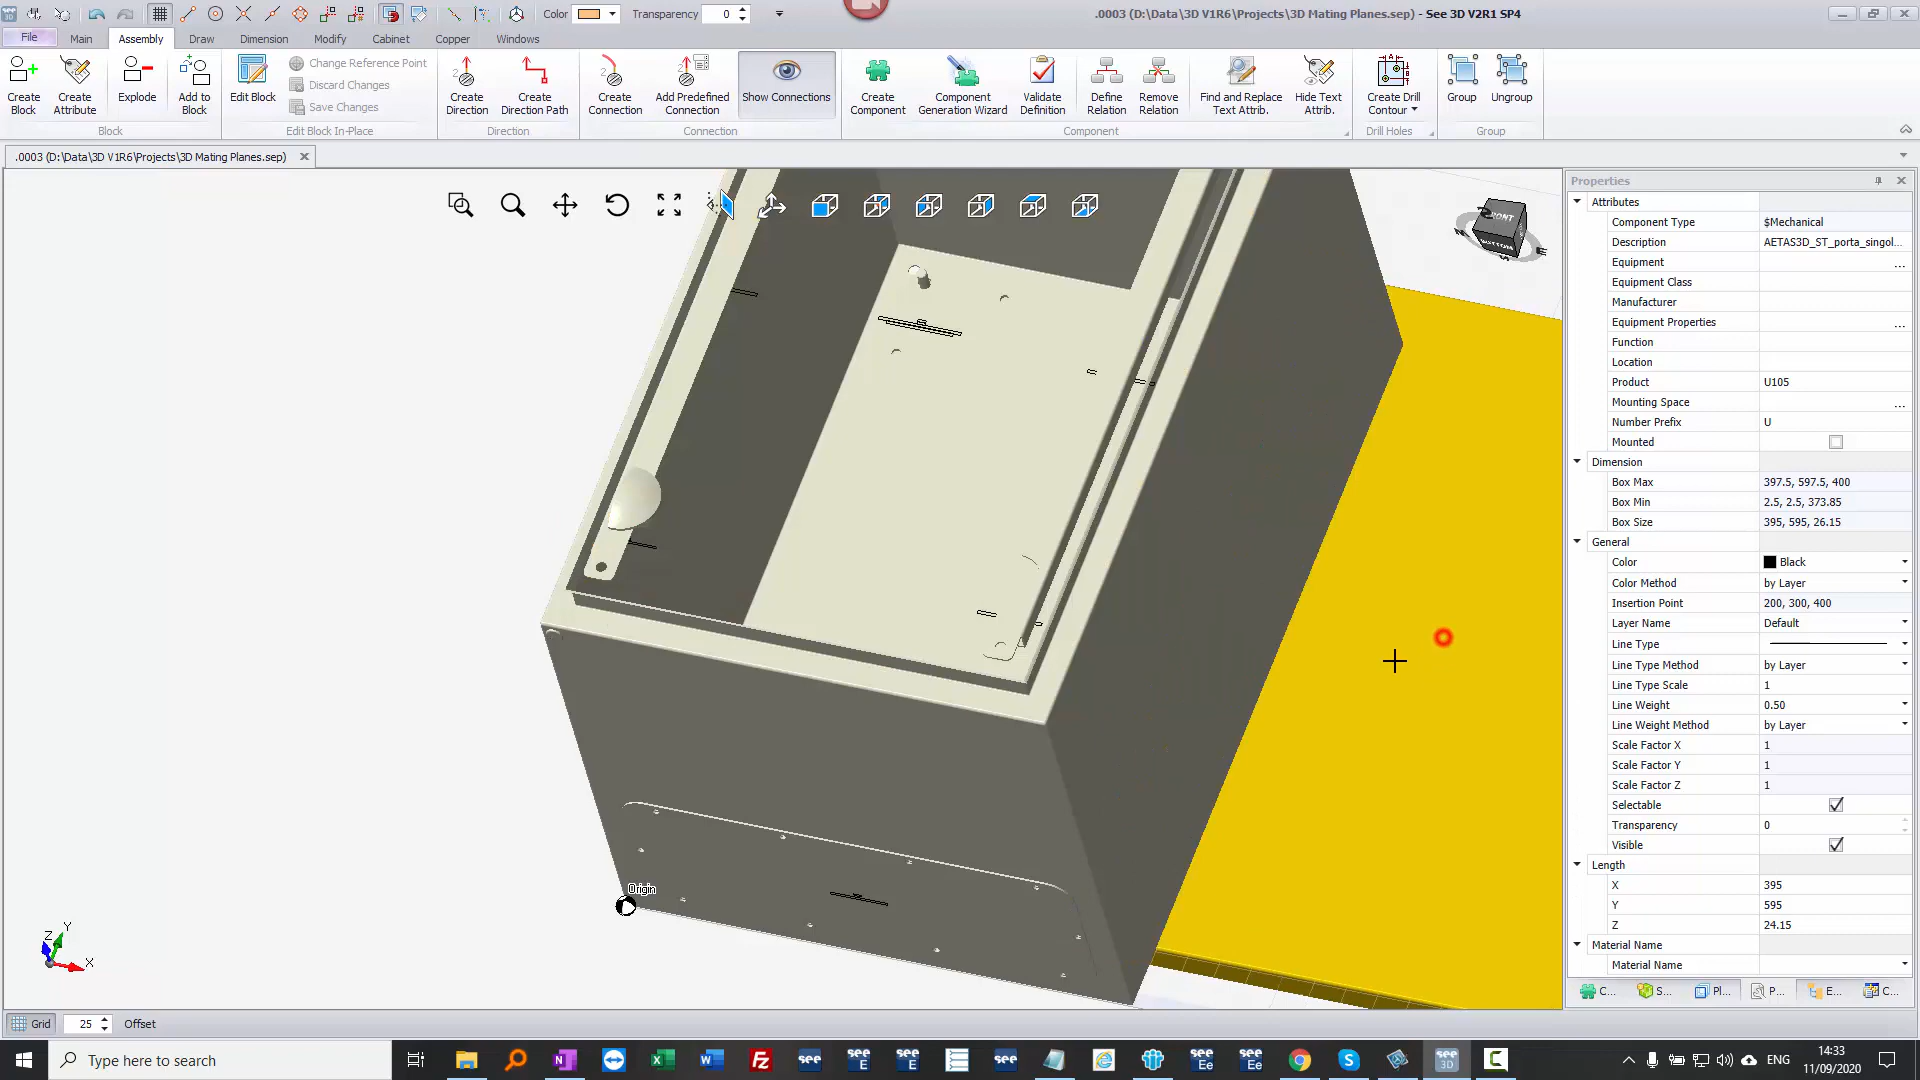 Color
Transparency 0
.0003 (D:\Data\3D V1R6\Projects\3D Mating Planes.sep) - See 3D V2R1 SP4
File Main Assembly Draw Dimension Modify Cabinet Copper Windows
Create Block
Create Attribute
Explode
Add to Block
Block
Edit Block
Change Reference Point
Discard Changes
Save Changes
Edit Block In-Place
Create Direction
Create Direction Path
Direction
Create Connection
Add Predefined Connection
Show Connections
Connection
Create Component
Component Generation Wizard
Validate Definition
Define Relation
Remove Relation
Find and Replace Text Attrib.
Hide Text Attrib.
Component
Create Drill Contour
Drill Holes
Group
Ungroup
Group
.0003 (D:\Data\3D V1R6\Projects\3D Mating Planes.sep)
FRONT
BOTTOM
Origin
Z Y
X
Properties
Attributes
Component Type $Mechanical
Description AETAS3D_ST_porta_singol...
Equipment ...
Equipment Class
Manufacturer
Equipment Properties ...
Function
Location
Product U105
Mounting Space ...
Number Prefix U
Mounted
Dimension
Box Max 397.5, 597.5, 400
Box Min 2.5, 2.5, 373.85
Box Size 395, 595, 26.15
General
Color Black
Color Method by Layer
Insertion Point 200, 300, 400
Layer Name Default
Line Type
Line Type Method by Layer
Line Type Scale 1
Line Weight 0.50
Line Weight Method by Layer
Scale Factor X 1
Scale Factor Y 1
Scale Factor Z 1
Selectable
Transparency 0
Visible
Length
X 395
Y 595
Z 24.15
Material Name
Material Name
C... S... Pl... P... E... C...
Grid 25 Offset
Type here to search
ENG
14:33
11/09/2020